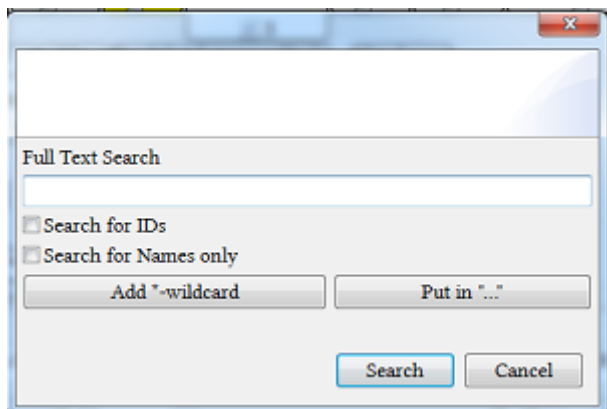 Full Text Search
Search for IDs
Search for Names only
Add *-wildcard Put in "..."
Search Cancel